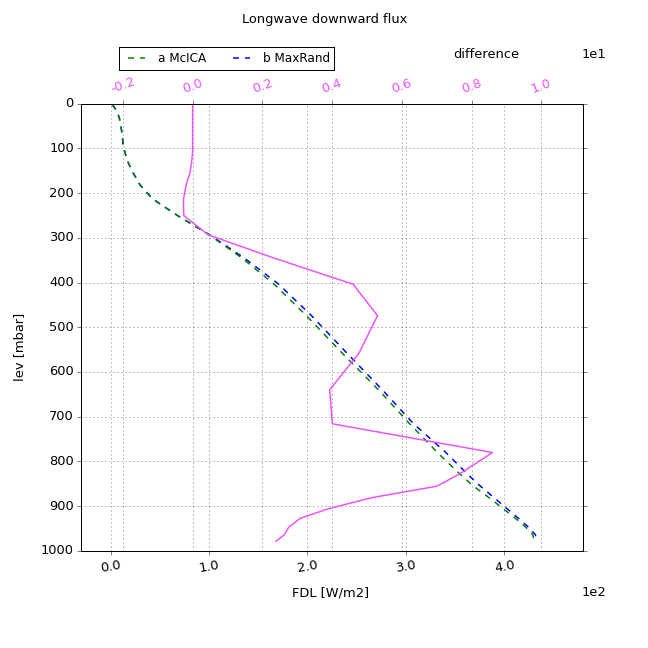 Longwave downward flux
a McICA b MaxRand difference 1e1
-0.2 0.0 0.2 0.4 0.6 0.8 1.0
0
100
200
300
400
500
600
700
800
900
1000
lev [mbar]
0.0 1.0 2.0 3.0 4.0
FDL [W/m2] 1e2